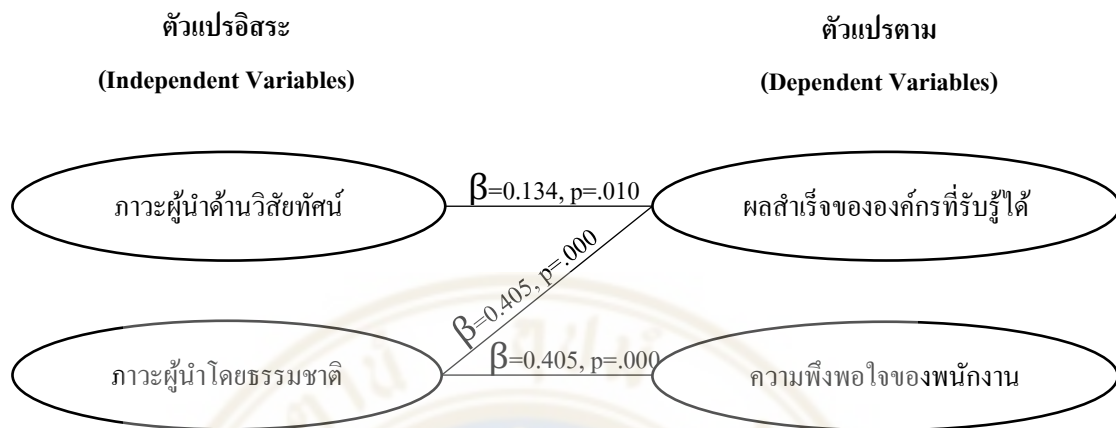 ตัวแปรอิสระ
(Independent Variables)
ตัวแปรตาม
(Dependent Variables)
ภาวะผู้นำด้านวิสัยทัศน์
β=0.134, p=.010
ผลสำเร็จขององค์กรที่รับรู้ได้
β=0.405, p=.000
ภาวะผู้นำโดยธรรมชาติ
β=0.405, p=.000
ความพึงพอใจของพนักงาน